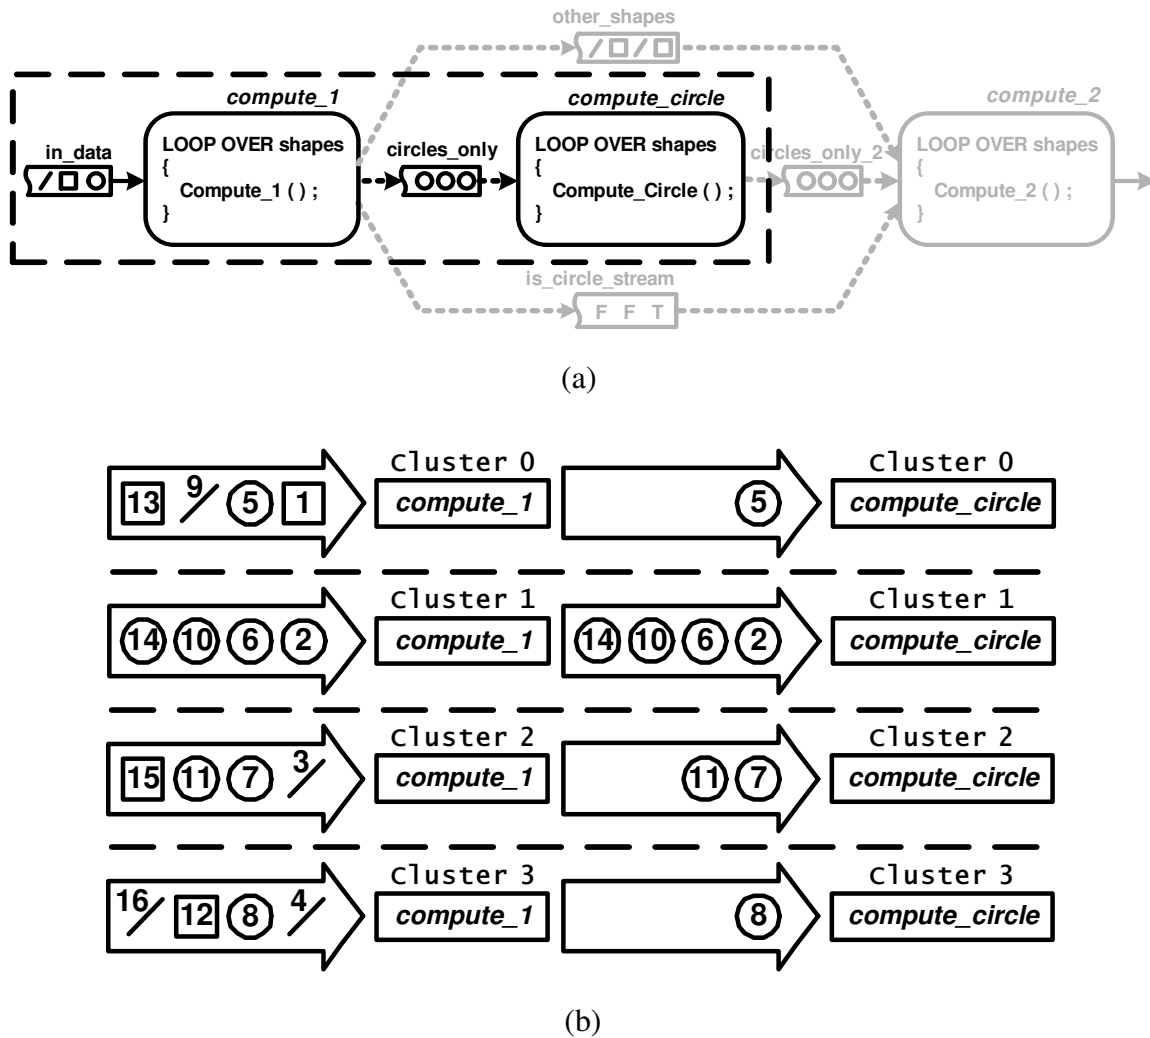 other_shapes
compute_1 compute_circle compute_2
in_data circles_only circles_only_2
LOOP OVER shapes LOOP OVER shapes LOOP OVER shapes
{ { {
Compute_1 ( ) ; Compute_Circle ( ) ; Compute_2 ( ) ;
} } }
is_circle_stream
F F T
(a)
Cluster 0 Cluster 0
13 9 5 1 compute_1 5 compute_circle
Cluster 1 Cluster 1
14 10 6 2 compute_1 14 10 6 2 compute_circle
Cluster 2 Cluster 2
15 11 7 3 compute_1 11 7 compute_circle
Cluster 3 Cluster 3
16 12 8 4 compute_1 8 compute_circle
(b)